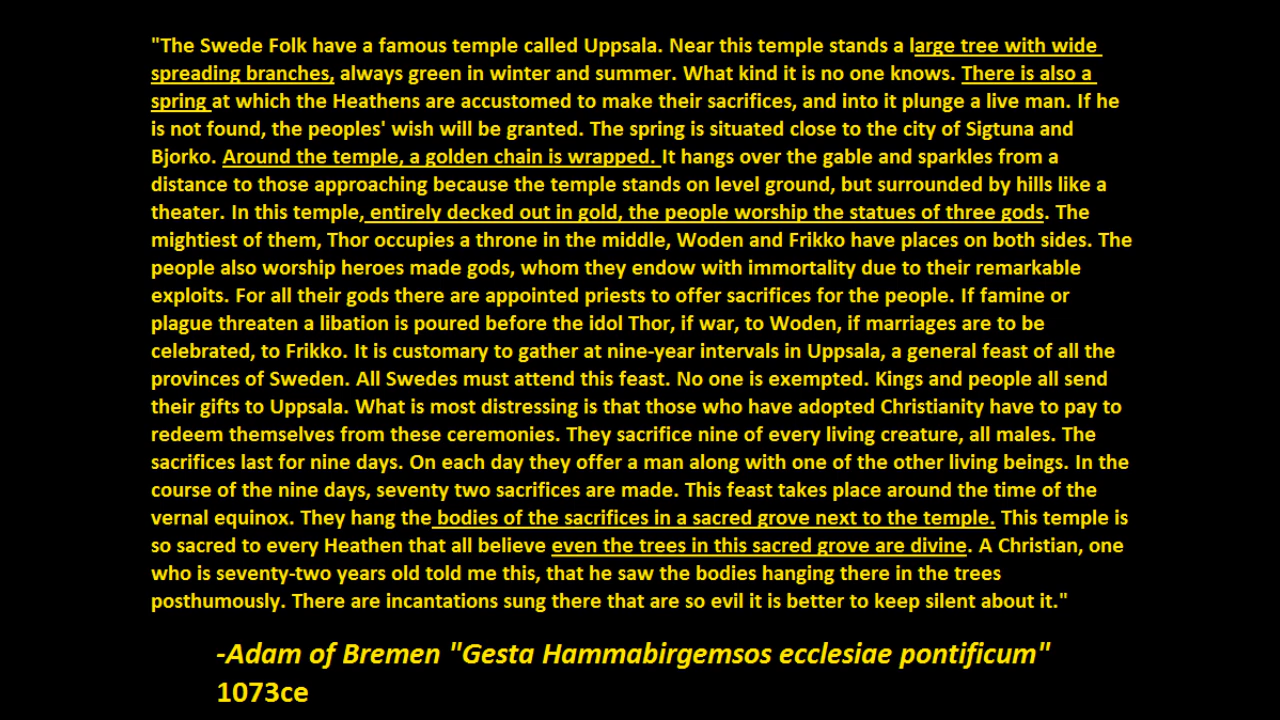 "The Swede Folk have a famous temple called Uppsala. Near this temple stands a large tree with wide
spreading branches, always green in winter and summer. What kind it is no one knows. There is also a
spring at which the Heathens are accustomed to make their sacrifices, and into it plunge a live man. If he
is not found, the peoples' wish will be granted. The spring is situated close to the city of Sigtuna and
Bjorko. Around the temple, a golden chain is wrapped. It hangs over the gable and sparkles from a
distance to those approaching because the temple stands on level ground, but surrounded by hills like a
theater. In this temple, entirely decked out in gold, the people worship the statues of three gods. The
mightiest of them, Thor occupies a throne in the middle, Woden and Frikko have places on both sides. The
people also worship heroes made gods, whom they endow with immortality due to their remarkable
exploits. For all their gods there are appointed priests to offer sacrifices for the people. If famine or
plague threaten a libation is poured before the idol Thor, if war, to Woden, if marriages are to be
celebrated, to Frikko. It is customary to gather at nine-year intervals in Uppsala, a general feast of all the
provinces of Sweden. All Swedes must attend this feast. No one is exempted. Kings and people all send
their gifts to Uppsala. What is most distressing is that those who have adopted Christianity have to pay to
redeem themselves from these ceremonies. They sacrifice nine of every living creature, all males. The
sacrifices last for nine days. On each day they offer a man along with one of the other living beings. In the
course of the nine days, seventy two sacrifices are made. This feast takes place around the time of the
vernal equinox. They hang the bodies of the sacrifices in a sacred grove next to the temple. This temple is
so sacred to every Heathen that all believe even the trees in this sacred grove are divine. A Christian, one
who is seventy-two years old told me this, that he saw the bodies hanging there in the trees
posthumously. There are incantations sung there that are so evil it is better to keep silent about it."
-Adam of Bremen "Gesta Hammabirgemsos ecclesiae pontificum"
1073ce